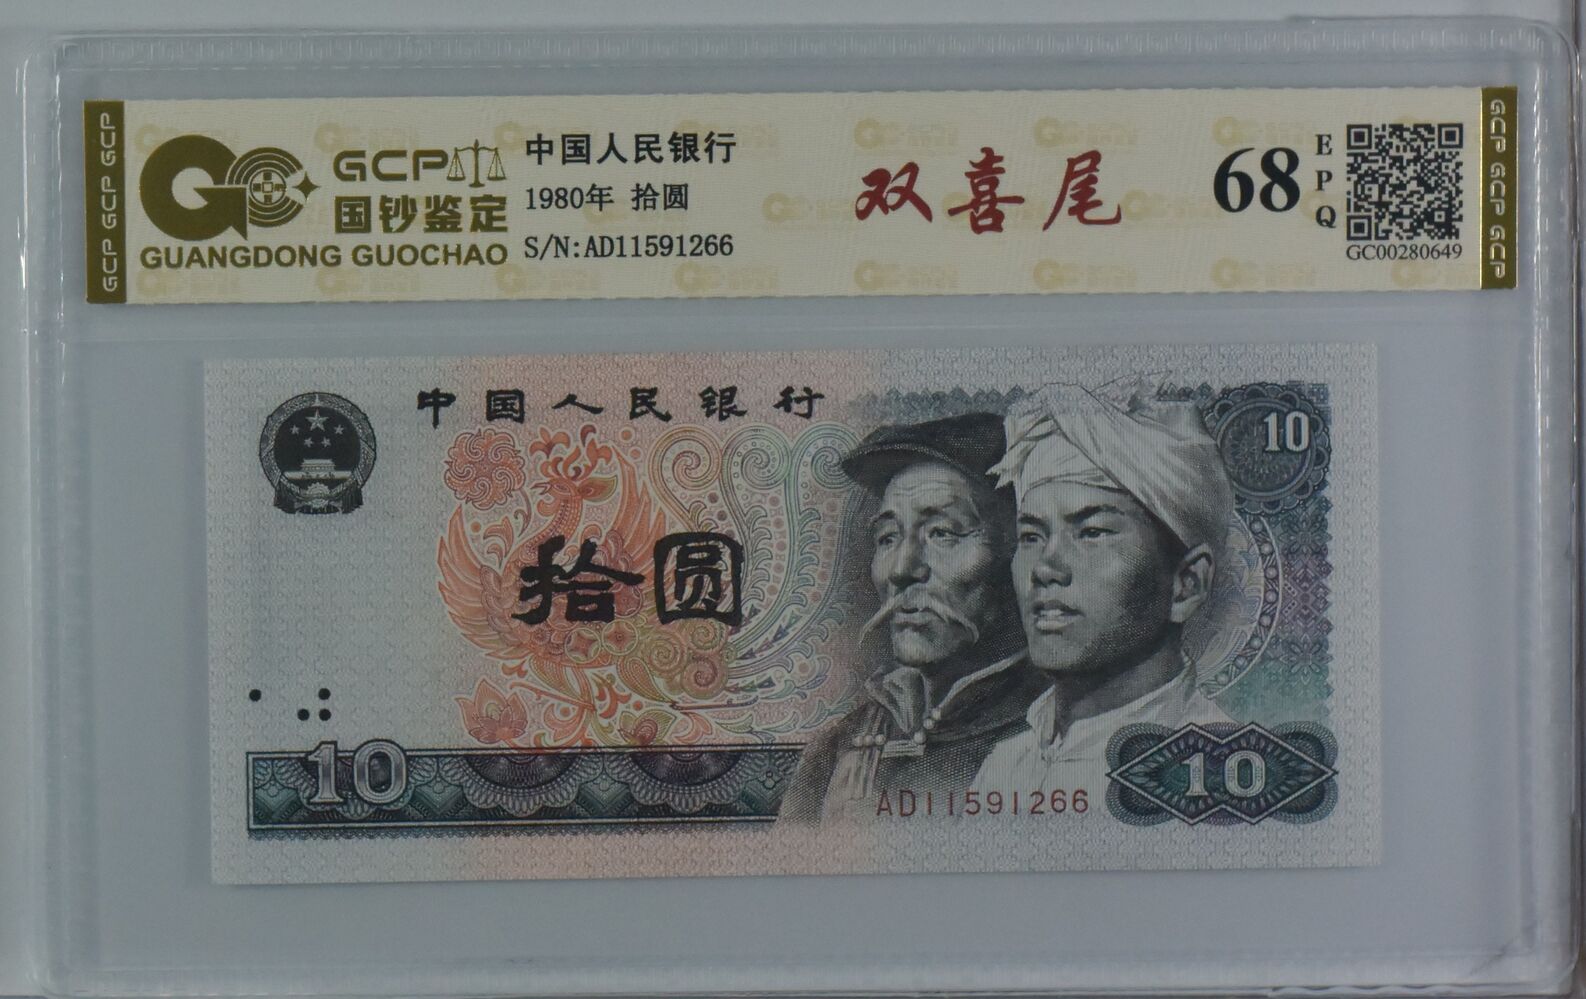 GCP GCP GCP
GCP
国钞鉴定
GUANGDONG GUOCHAO
中国人民银行
1980年 拾圆
S/N:AD11591266
双喜尾
68
EPQ
GC00280649
GCP GCP GCP
中国人民银行
10
拾圆
10
AD11591266
10